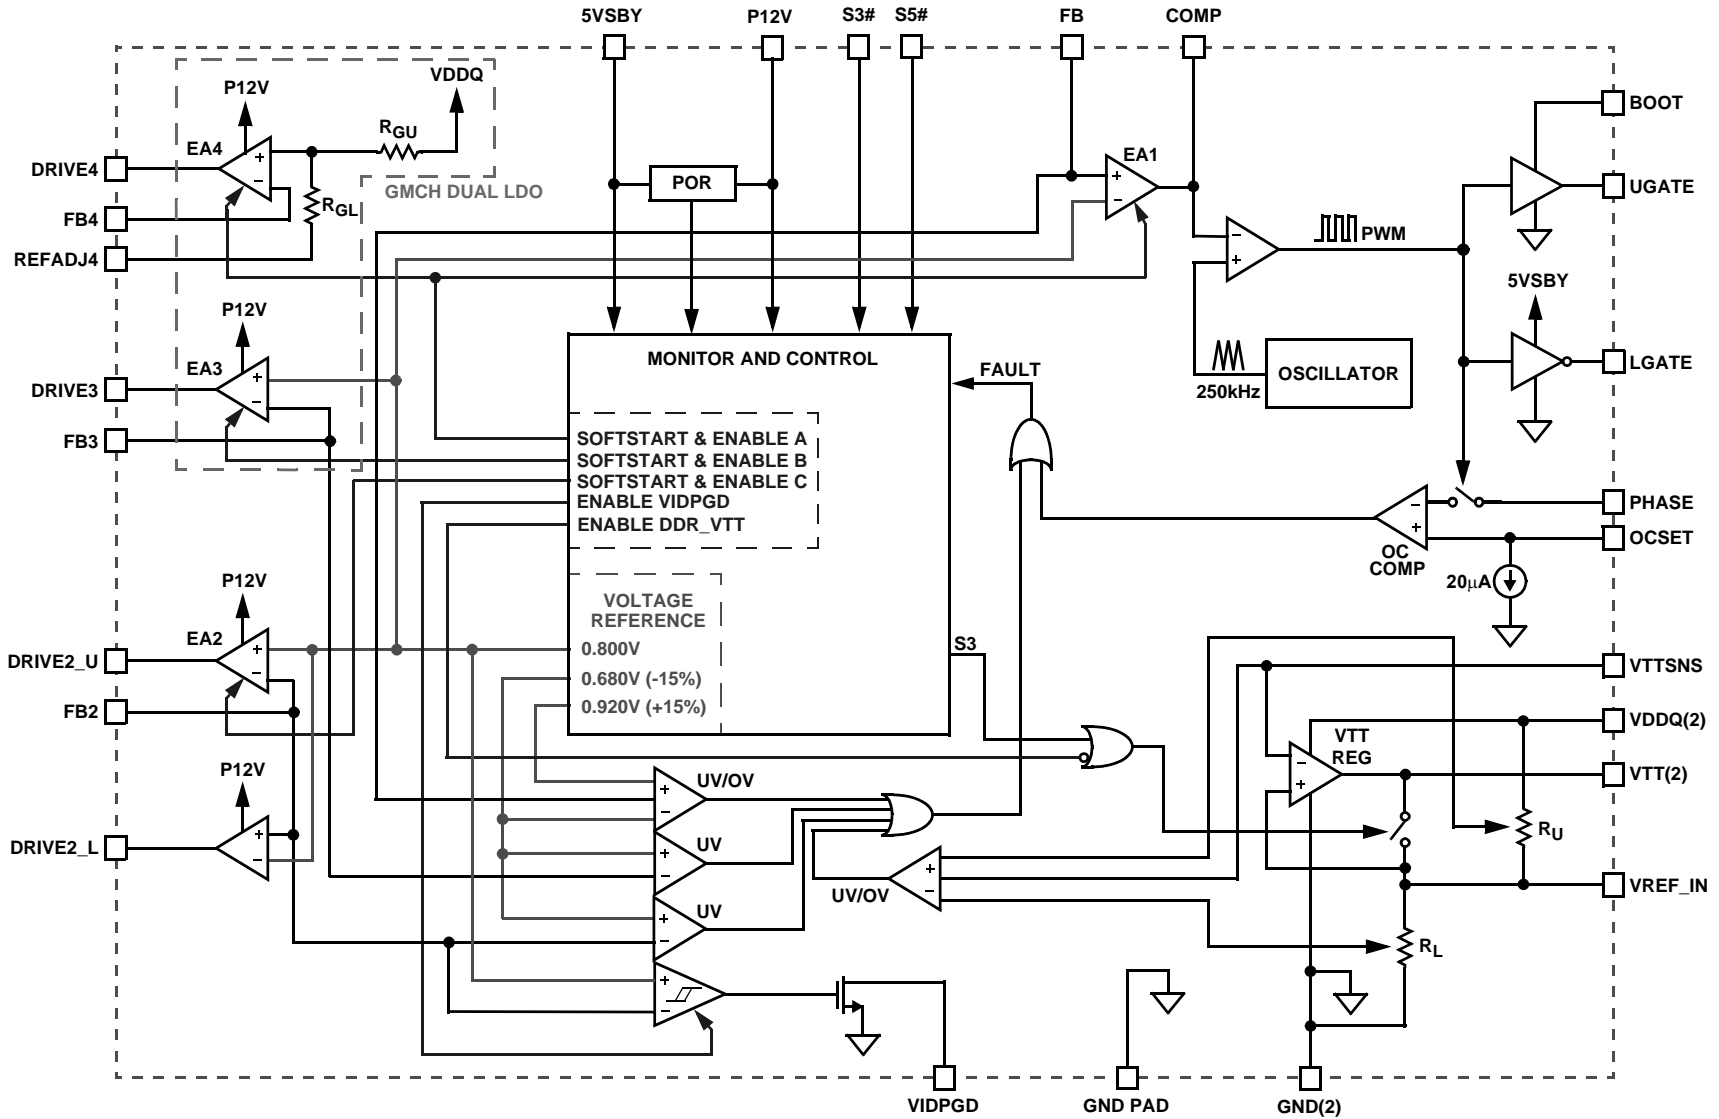 5VSBY
P12V
S3#
S5#
FB
COMP
P12V
VDDQ
BOOT
RGU
EA4
EA1
DRIVE4
GMCH DUAL LDO
POR
UGATE
RGL
FB4
PWM
REFADJ4
5VSBY
P12V
MONITOR AND CONTROL
EA3
FAULT
OSCILLATOR
LGATE
DRIVE3
250kHz
FB3
SOFTSTART & ENABLE A
SOFTSTART & ENABLE B
SOFTSTART & ENABLE C
ENABLE VIDPGD
ENABLE DDR_VTT
PHASE
OCSET
OC
COMP
20μA
P12V
VOLTAGE
REFERENCE
EA2
0.800V
S3
DRIVE2_U
VTTSNS
0.680V (-15%)
0.920V (+15%)
FB2
VDDQ(2)
VTT
REG
P12V
UV/OV
VTT(2)
RU
DRIVE2_L
UV
UV/OV
VREF_IN
UV
RL
VIDPGD
GND PAD
GND(2)